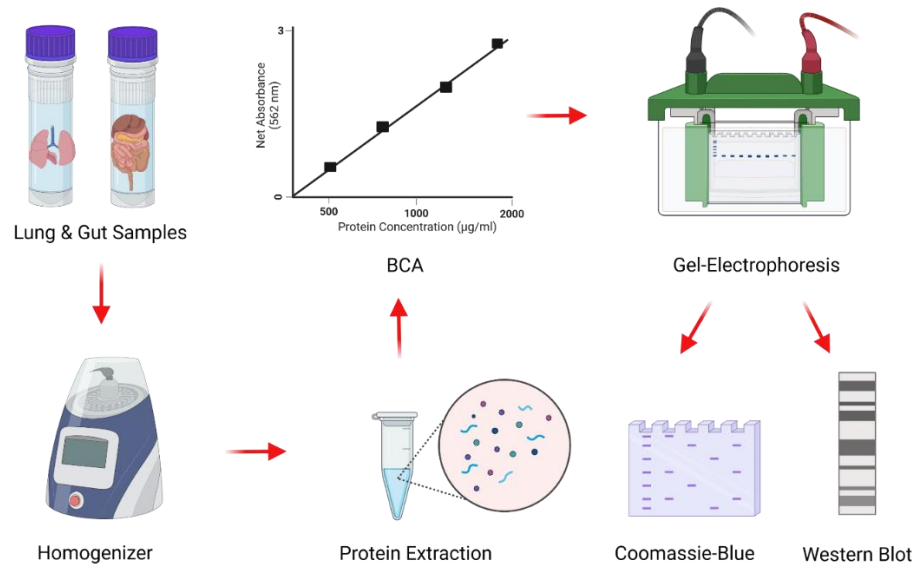 Lung & Gut Samples
3
Net Absorbance
(562 nm)
0
500
1000
2000
Protein Concentration (µg/ml)
BCA
Gel-Electrophoresis
Homogenizer
Protein Extraction
Coomassie-Blue
Western Blot